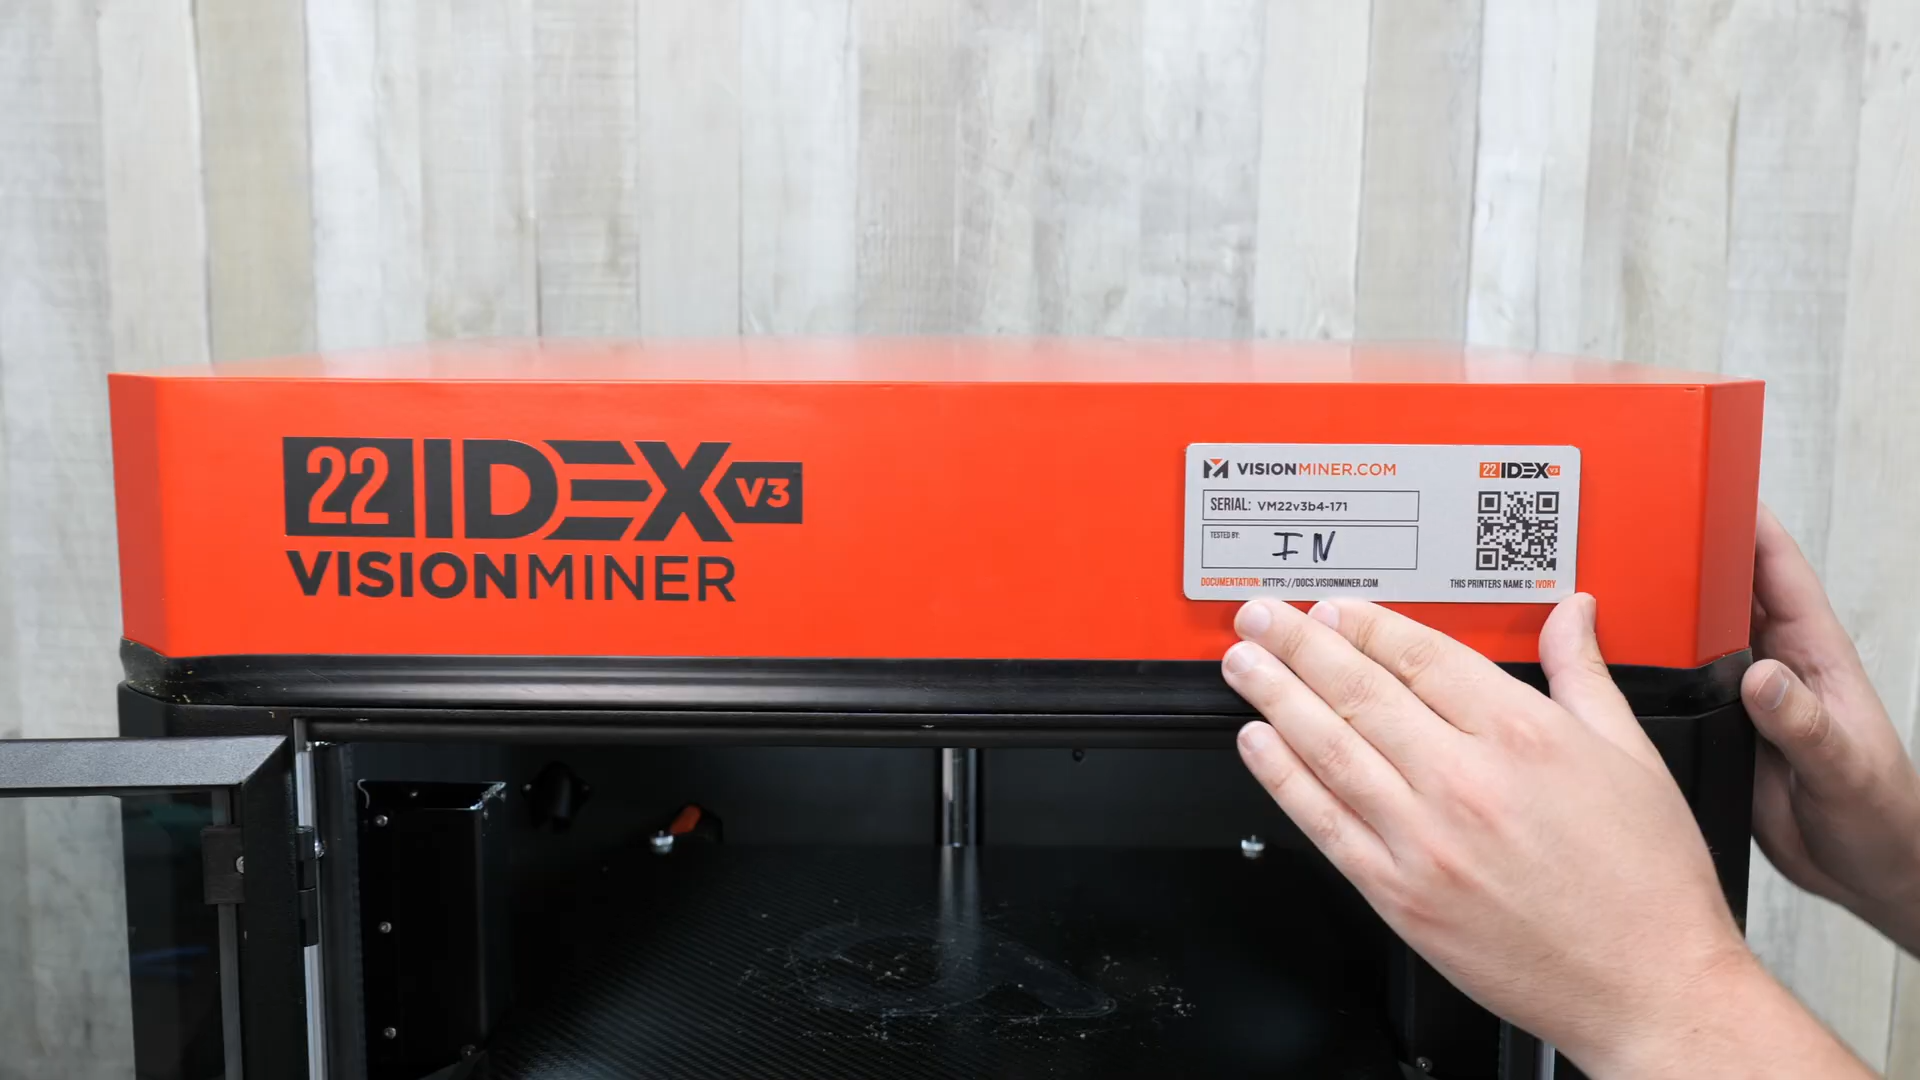 22 IDEX V3
VISIONMINER
VISIONMINER.COM
22 IDEX V3
SERIAL: VM22v3b4-171
TESTED BY: IN
DOCUMENTATION: HTTPS://DOCS.VISIONMINER.COM
THIS PRINTERS NAME IS: IVORY